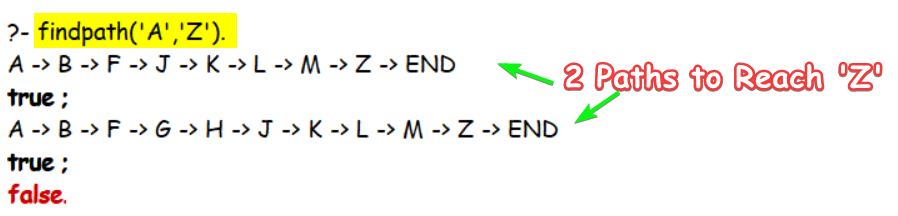 ?- findpath('A','Z').
A -> B -> F -> J -> K -> L -> M -> Z -> END
2 Paths to Reach 'Z'
true ;
A -> B -> F -> G -> H -> J -> K -> L -> M -> Z -> END
true ;
false.